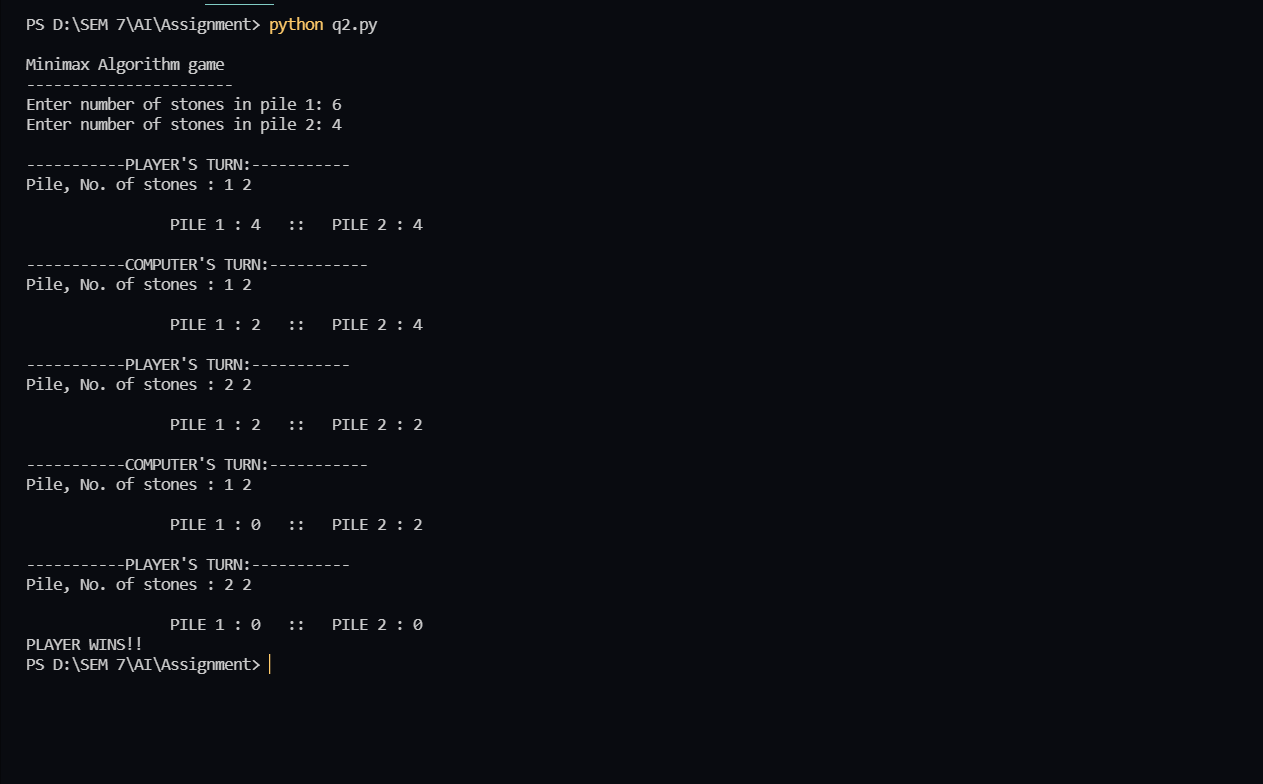 PS D:\SEM 7\AI\Assignment> python q2.py
Minimax Algorithm game
-----------------------
Enter number of stones in pile 1: 6
Enter number of stones in pile 2: 4
-----------PLAYER'S TURN:-----------
Pile, No. of stones : 1 2
PILE 1 : 4   ::   PILE 2 : 4
-----------COMPUTER'S TURN:-----------
Pile, No. of stones : 1 2
PILE 1 : 2   ::   PILE 2 : 4
-----------PLAYER'S TURN:-----------
Pile, No. of stones : 2 2
PILE 1 : 2   ::   PILE 2 : 2
-----------COMPUTER'S TURN:-----------
Pile, No. of stones : 1 2
PILE 1 : 0   ::   PILE 2 : 2
-----------PLAYER'S TURN:-----------
Pile, No. of stones : 2 2
PILE 1 : 0   ::   PILE 2 : 0
PLAYER WINS!!
PS D:\SEM 7\AI\Assignment>